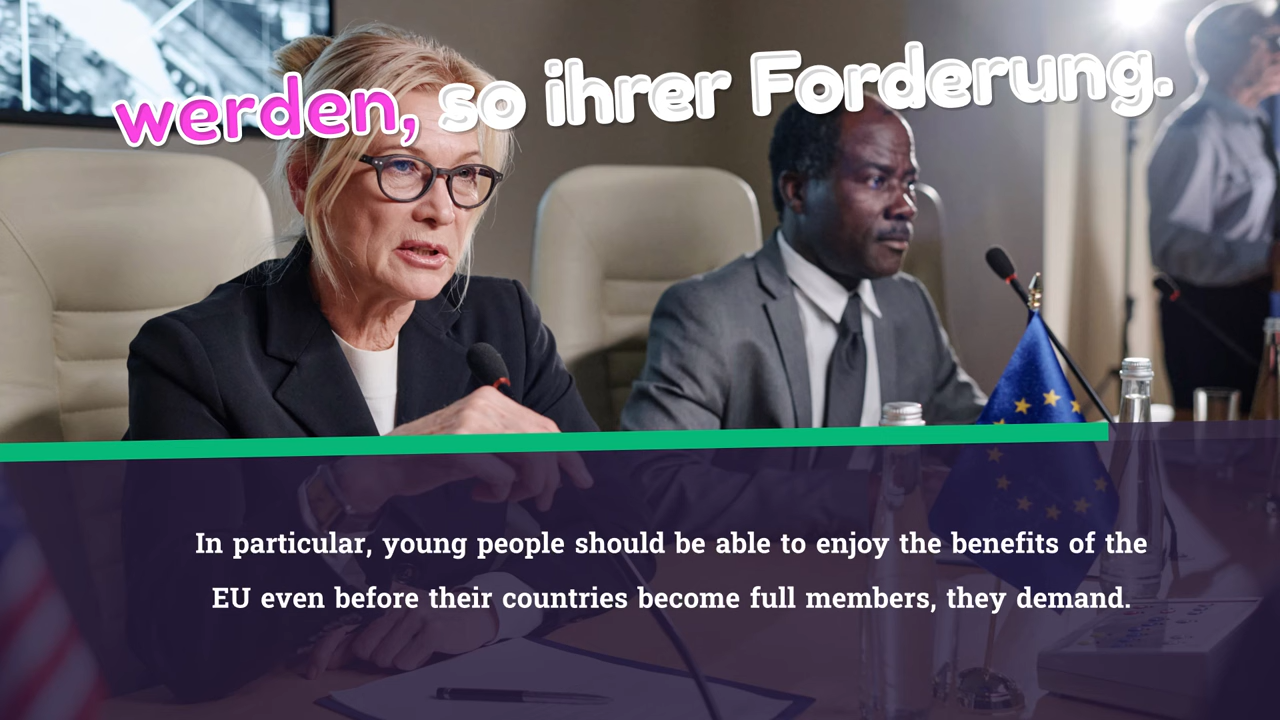 werden, so ihrer Forderung.
In particular, young people should be able to enjoy the benefits of the
EU even before their countries become full members, they demand.